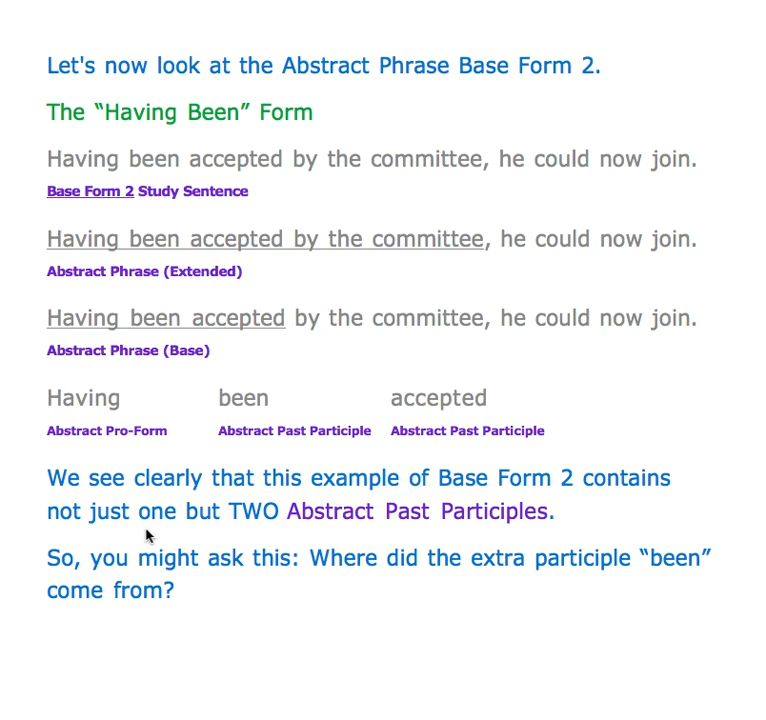 Let's now look at the Abstract Phrase Base Form 2.
The “Having Been” Form
Having been accepted by the committee, he could now join.
Base Form 2 Study Sentence
Having been accepted by the committee, he could now join.
Abstract Phrase (Extended)
Having been accepted by the committee, he could now join.
Abstract Phrase (Base)
Having been accepted
Abstract Pro-Form Abstract Past Participle Abstract Past Participle
We see clearly that this example of Base Form 2 contains
not just one but TWO Abstract Past Participles.
So, you might ask this: Where did the extra participle “been”
come from?